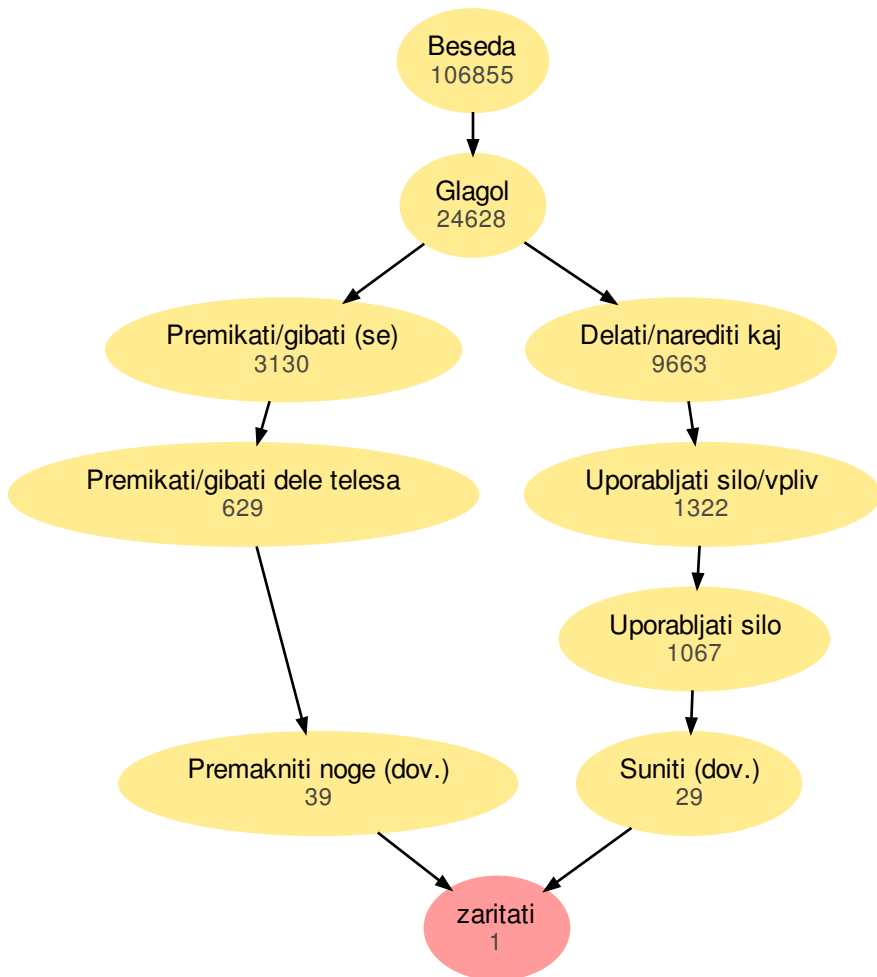 Beseda
106855
Glagol
24628
Premikati/gibati (se)
3130
Delati/narediti kaj
9663
Premikati/gibati dele telesa
629
Uporabljati silo/vpliv
1322
Uporabljati silo
1067
Premakniti noge (dov.)
39
Suniti (dov.)
29
zaritati
1